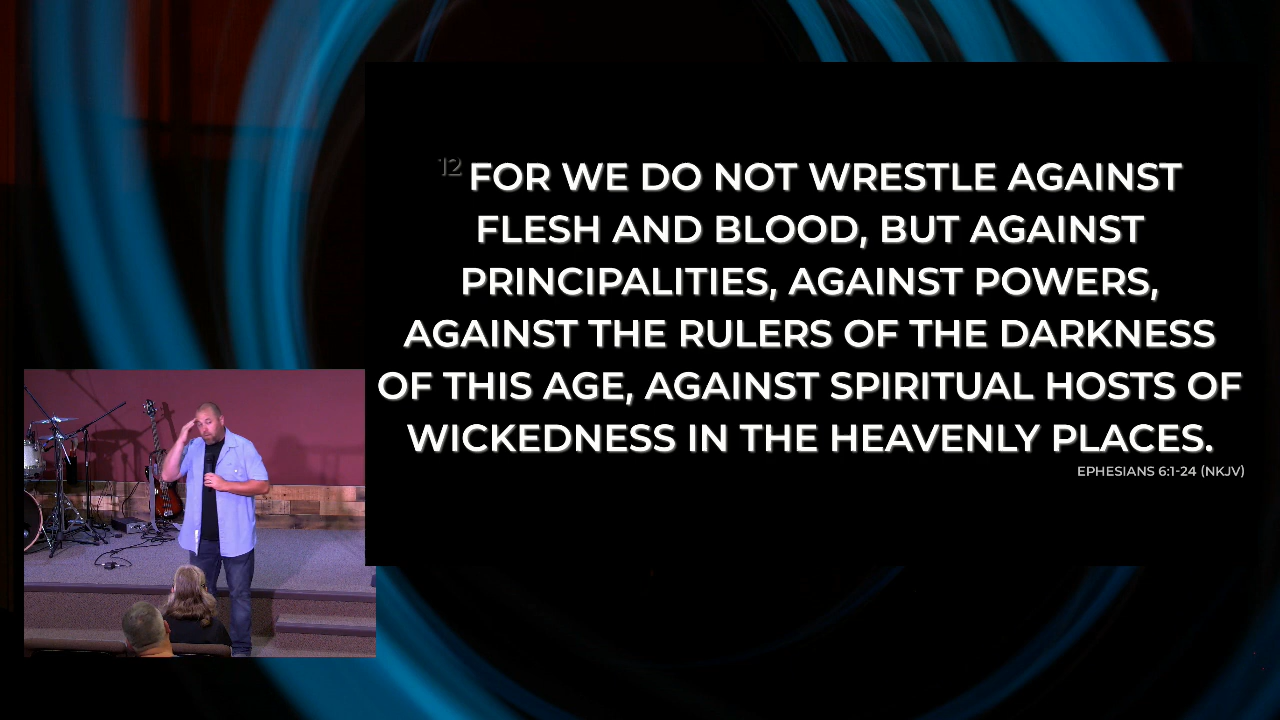 12 FOR WE DO NOT WRESTLE AGAINST
FLESH AND BLOOD, BUT AGAINST
PRINCIPALITIES, AGAINST POWERS,
AGAINST THE RULERS OF THE DARKNESS
OF THIS AGE, AGAINST SPIRITUAL HOSTS OF
WICKEDNESS IN THE HEAVENLY PLACES.
EPHESIANS 6:1-24 (NKJV)